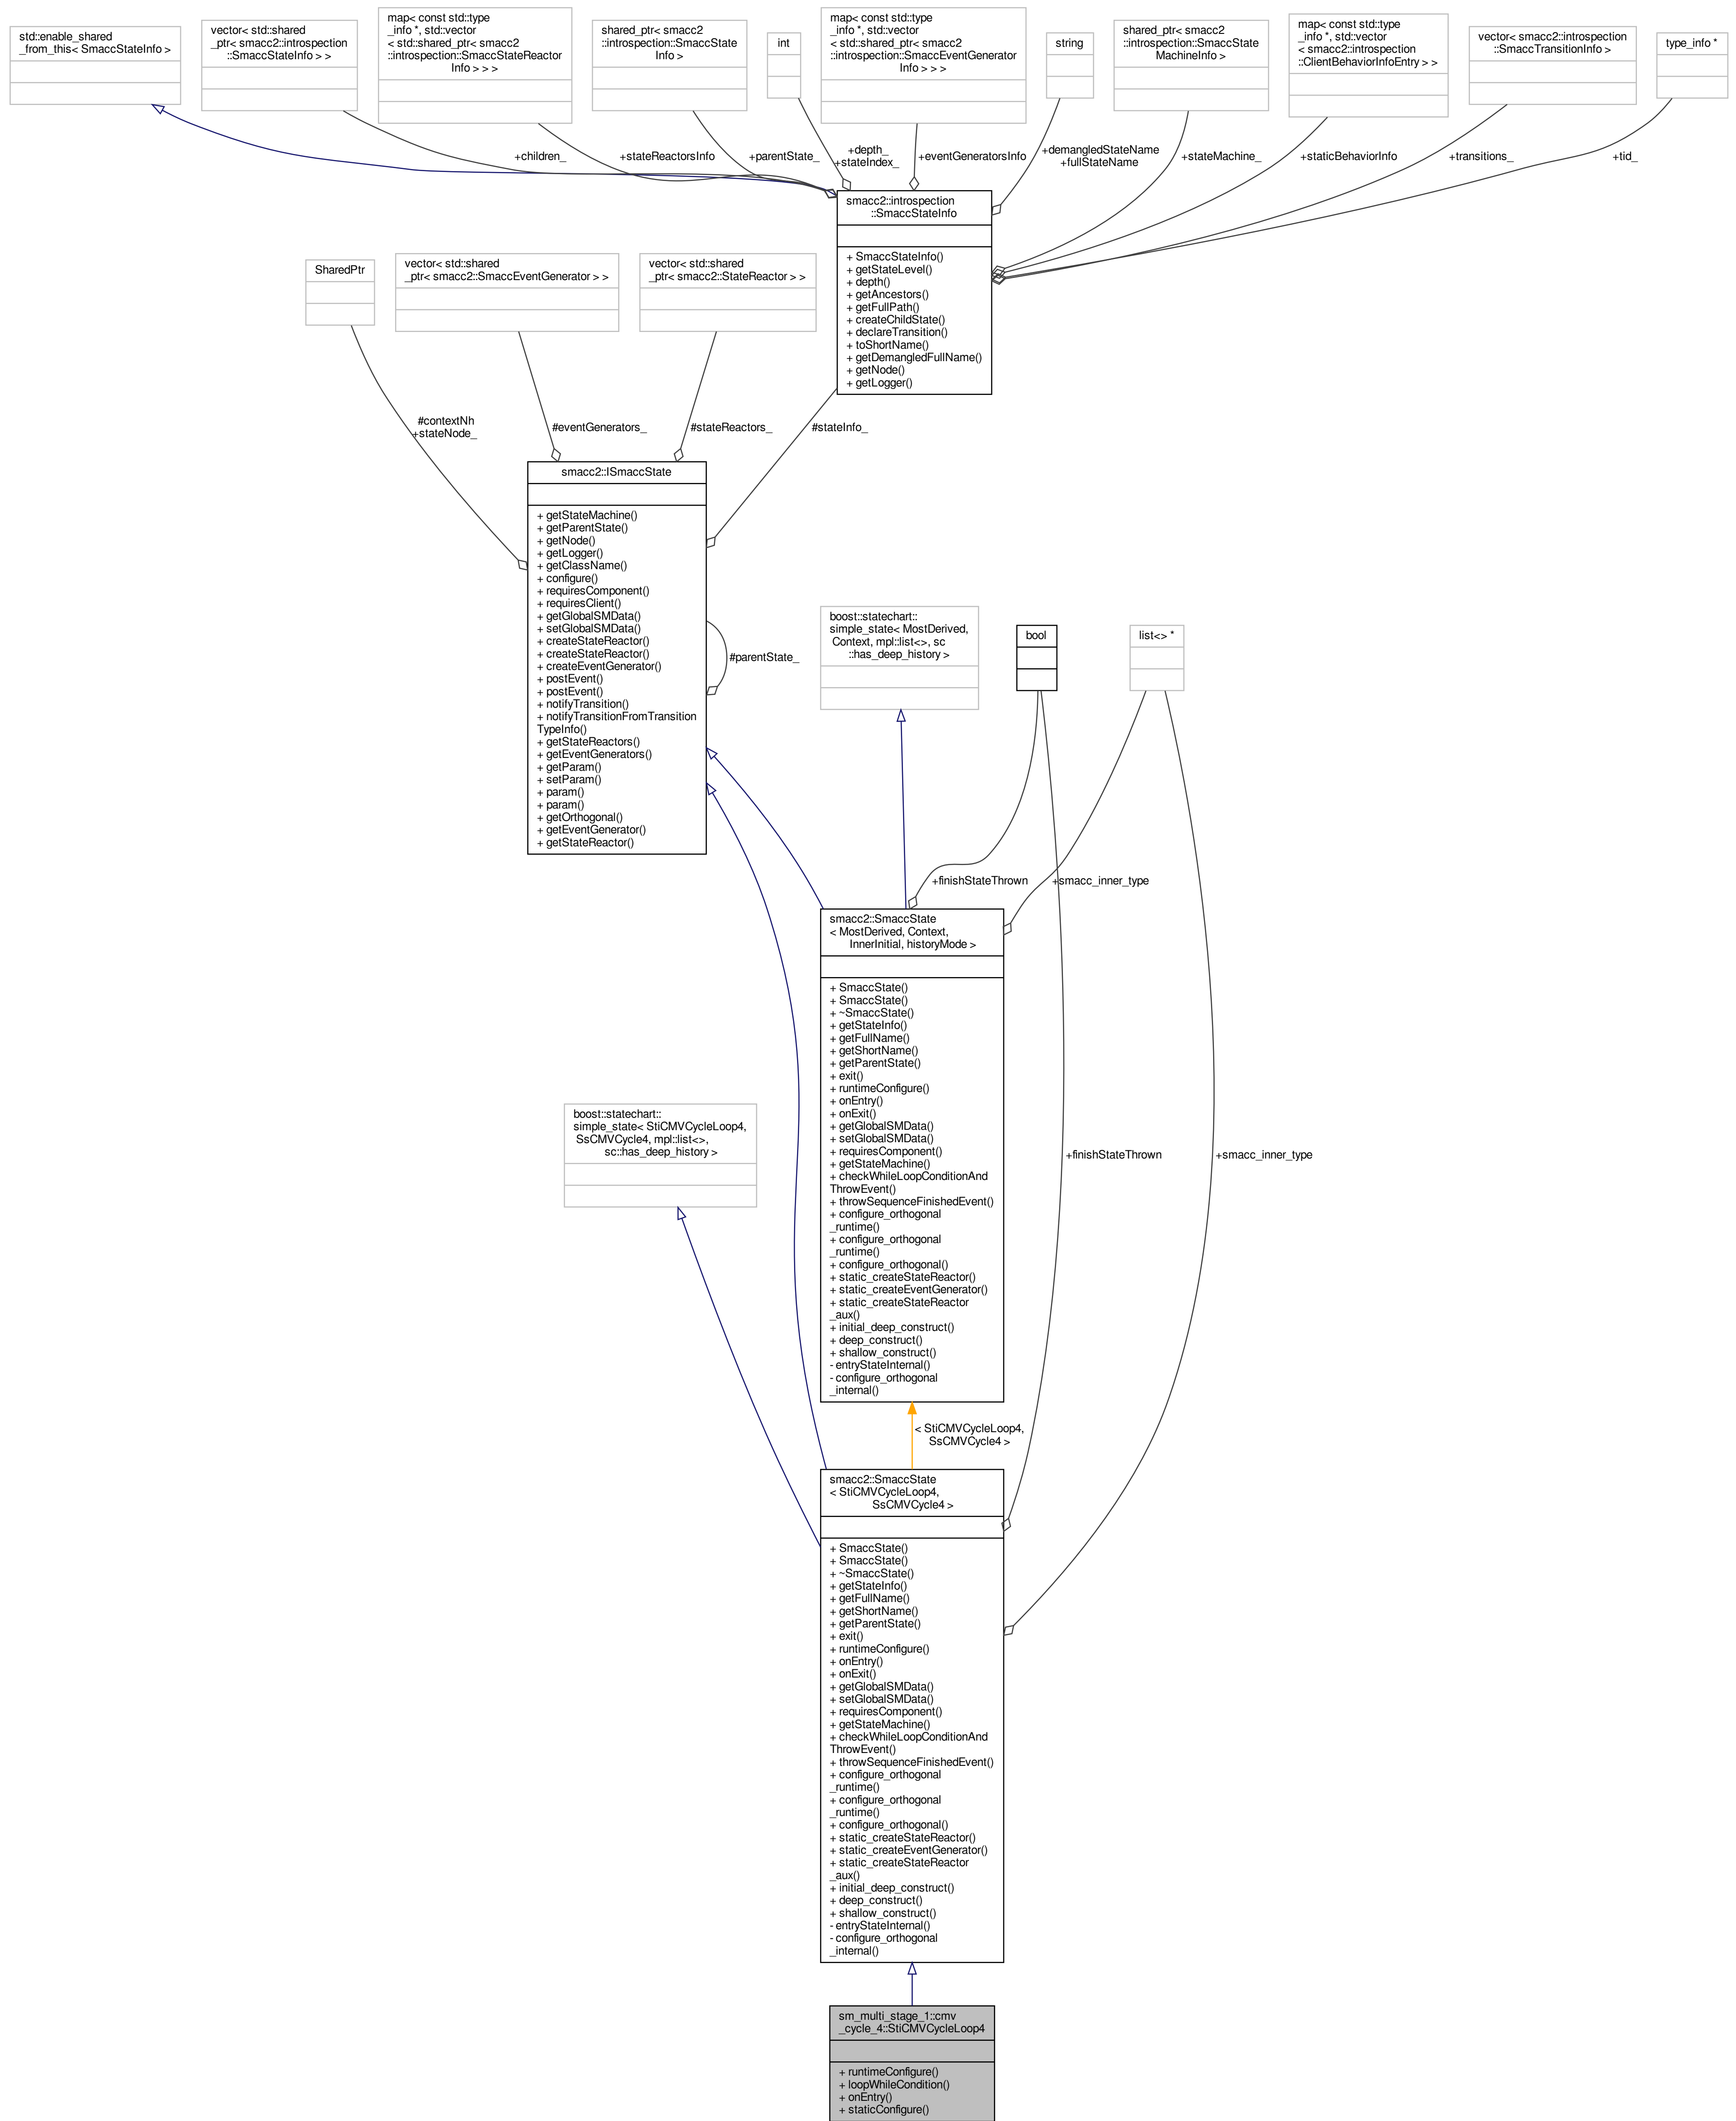 std::enable_shared
_from_this< SmaccStateInfo >
vector< std::shared
_ptr< smacc2::introspection
::SmaccStateInfo > >
map< const std::type
_info *, std::vector
< std::shared_ptr< smacc2
::introspection::SmaccStateReactor
Info > > >
shared_ptr< smacc2
::introspection::SmaccState
Info >
int
map< const std::type
_info *, std::vector
< std::shared_ptr< smacc2
::introspection::SmaccEventGenerator
Info > > >
string
shared_ptr< smacc2
::introspection::SmaccState
MachineInfo >
map< const std::type
_info *, std::vector
< smacc2::introspection
::ClientBehaviorInfoEntry > >
vector< smacc2::introspection
::SmaccTransitionInfo >
type_info *
+children_
+stateReactorsInfo
+parentState_
+depth_
+stateIndex_
+eventGeneratorsInfo
+demangledStateName
+fullStateName
+stateMachine_
+staticBehaviorInfo
+transitions_
+tid_
smacc2::introspection
::SmaccStateInfo
+ SmaccStateInfo()
+ getStateLevel()
+ depth()
+ getAncestors()
+ getFullPath()
+ createChildState()
+ declareTransition()
+ toShortName()
+ getDemangledFullName()
+ getNode()
+ getLogger()
SharedPtr
vector< std::shared
_ptr< smacc2::SmaccEventGenerator > >
vector< std::shared
_ptr< smacc2::StateReactor > >
#contextNh
+stateNode_
#eventGenerators_
#stateReactors_
#stateInfo_
smacc2::ISmaccState
+ getStateMachine()
+ getParentState()
+ getNode()
+ getLogger()
+ getClassName()
+ configure()
+ requiresComponent()
+ requiresClient()
+ getGlobalSMData()
+ setGlobalSMData()
+ createStateReactor()
+ createStateReactor()
+ createEventGenerator()
+ postEvent()
+ postEvent()
+ notifyTransition()
+ notifyTransitionFromTransition
TypeInfo()
+ getStateReactors()
+ getEventGenerators()
+ getParam()
+ setParam()
+ param()
+ param()
+ getOrthogonal()
+ getEventGenerator()
+ getStateReactor()
#parentState_
boost::statechart::
simple_state< MostDerived,
Context, mpl::list<>, sc
::has_deep_history >
bool
list<> *
+finishStateThrown
+smacc_inner_type
smacc2::SmaccState
< MostDerived, Context,
InnerInitial, historyMode >
+ SmaccState()
+ SmaccState()
+ ~SmaccState()
+ getStateInfo()
+ getFullName()
+ getShortName()
+ getParentState()
+ exit()
+ runtimeConfigure()
+ onEntry()
+ onExit()
+ getGlobalSMData()
+ setGlobalSMData()
+ requiresComponent()
+ getStateMachine()
+ checkWhileLoopConditionAnd
ThrowEvent()
+ throwSequenceFinishedEvent()
+ configure_orthogonal
_runtime()
+ configure_orthogonal
_runtime()
+ configure_orthogonal()
+ static_createStateReactor()
+ static_createEventGenerator()
+ static_createStateReactor
_aux()
+ initial_deep_construct()
+ deep_construct()
+ shallow_construct()
- entryStateInternal()
- configure_orthogonal
_internal()
boost::statechart::
simple_state< StiCMVCycleLoop4,
SsCMVCycle4, mpl::list<>,
sc::has_deep_history >
+finishStateThrown
+smacc_inner_type
< StiCMVCycleLoop4,
SsCMVCycle4 >
smacc2::SmaccState
< StiCMVCycleLoop4,
SsCMVCycle4 >
+ SmaccState()
+ SmaccState()
+ ~SmaccState()
+ getStateInfo()
+ getFullName()
+ getShortName()
+ getParentState()
+ exit()
+ runtimeConfigure()
+ onEntry()
+ onExit()
+ getGlobalSMData()
+ setGlobalSMData()
+ requiresComponent()
+ getStateMachine()
+ checkWhileLoopConditionAnd
ThrowEvent()
+ throwSequenceFinishedEvent()
+ configure_orthogonal
_runtime()
+ configure_orthogonal
_runtime()
+ configure_orthogonal()
+ static_createStateReactor()
+ static_createEventGenerator()
+ static_createStateReactor
_aux()
+ initial_deep_construct()
+ deep_construct()
+ shallow_construct()
- entryStateInternal()
- configure_orthogonal
_internal()
sm_multi_stage_1::cmv
_cycle_4::StiCMVCycleLoop4
+ runtimeConfigure()
+ loopWhileCondition()
+ onEntry()
+ staticConfigure()